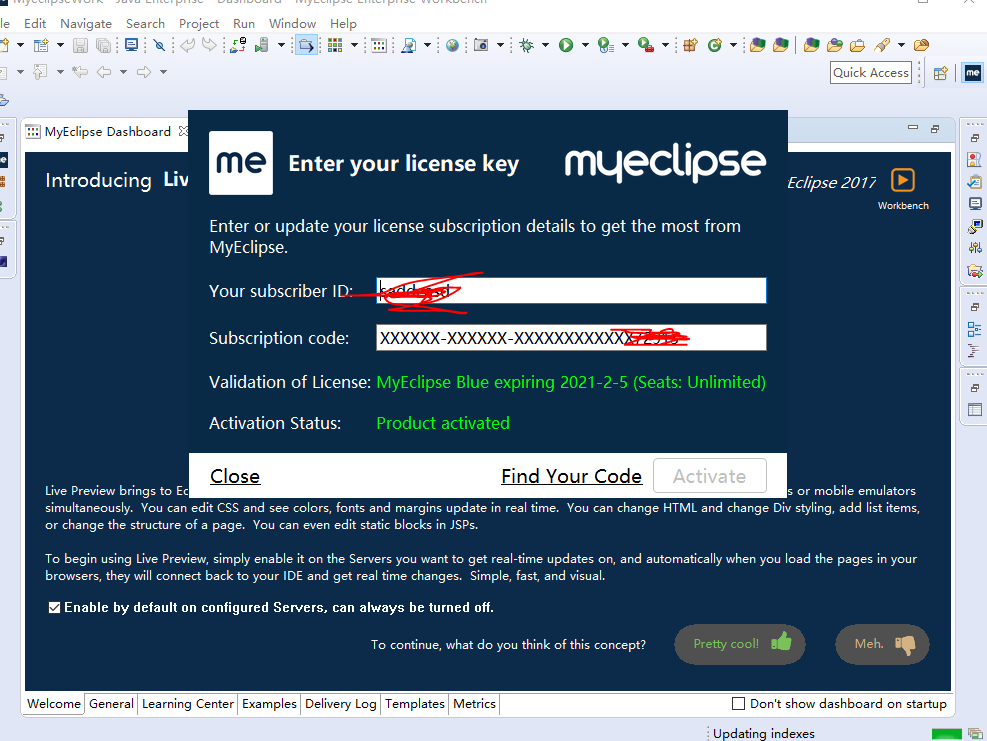 MyeclipseWork - Java Enterprise - Dashboard - MyEclipse Enterprise Workbench
Edit Navigate Search Project Run Window Help
Quick Access
me
MyEclipse Dashboard
me
Enter your license key
myeclipse
Introducing Liv
Eclipse 2017
Workbench
Enter or update your license subscription details to get the most from
MyEclipse.
Your subscriber ID:
Subscription code: XXXXXX-XXXXXX-XXXXXXXXXXXX
Validation of License: MyEclipse Blue expiring 2021-2-5 (Seats: Unlimited)
Activation Status: Product activated
Close Find Your Code Activate
Live Preview brings to Ec s or mobile emulators
simultaneously. You can edit CSS and see colors, fonts and margins update in real time. You can change HTML and change Div styling, add list items,
or change the structure of a page. You can even edit static blocks in JSPs.
To begin using Live Preview, simply enable it on the Servers you want to get real-time updates on, and automatically when you load the pages in your
browsers, they will connect back to your IDE and get real time changes. Simple, fast, and visual.
Enable by default on configured Servers, can always be turned off.
To continue, what do you think of this concept? Pretty cool! Meh.
Welcome General Learning Center Examples Delivery Log Templates Metrics Don't show dashboard on startup
Updating indexes